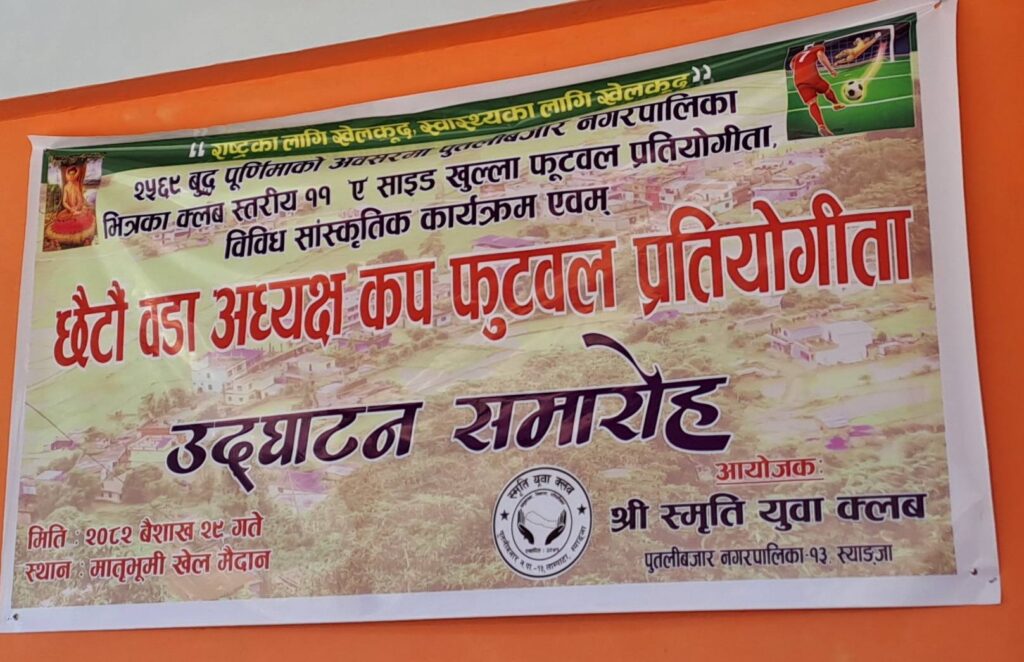 “राष्ट्रका लागि खेलकूद, स्वास्थ्यका लागि खेलकूद”
२५६९ बुद्ध पूर्णिमाको अवसरमा पुतलीबजार नगरपालिका
भित्रका क्लब स्तरीय ११ ए साइड खुल्ला फूटवल प्रतियोगीता,
विविध सांस्कृतिक कार्यक्रम एवम्
छैटौ वडा अध्यक्ष कप फुटवल प्रतियोगीता
उद्घाटन समारोह
आयोजक:
श्री स्मृति युवा क्लब
पुतलीबजार नगरपालिका-१३, स्याङ्जा
मिति : २०८२ बैशाख २९ गते
स्थान : मातृभूमी खेल मैदान
स्मृति युवा क्लब